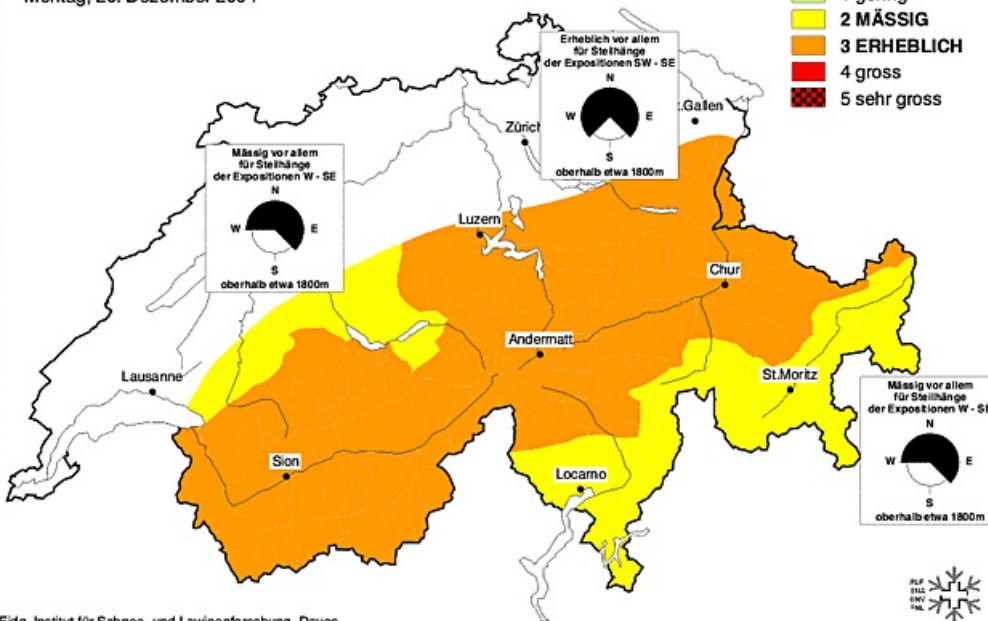 2 MÄSSIG
3 ERHEBLICH
4 gross
5 sehr gross
Erheblich vor allem
für Steilhänge
der Expositionen SW - SE
N
W E
S
oberhalb etwa 1800m
.Gallen
Zürich
Mässig vor allem
für Steilhänge
der Expositionen W - SE
N
W E
S
oberhalb etwa 1800m
Luzern
Chur
Andermatt
Lausanne
St.Moritz
Mässig vor allem
für Steilhänge
der Expositionen W - SE
N
W E
S
oberhalb etwa 1800m
Sion
Locarno
SLF